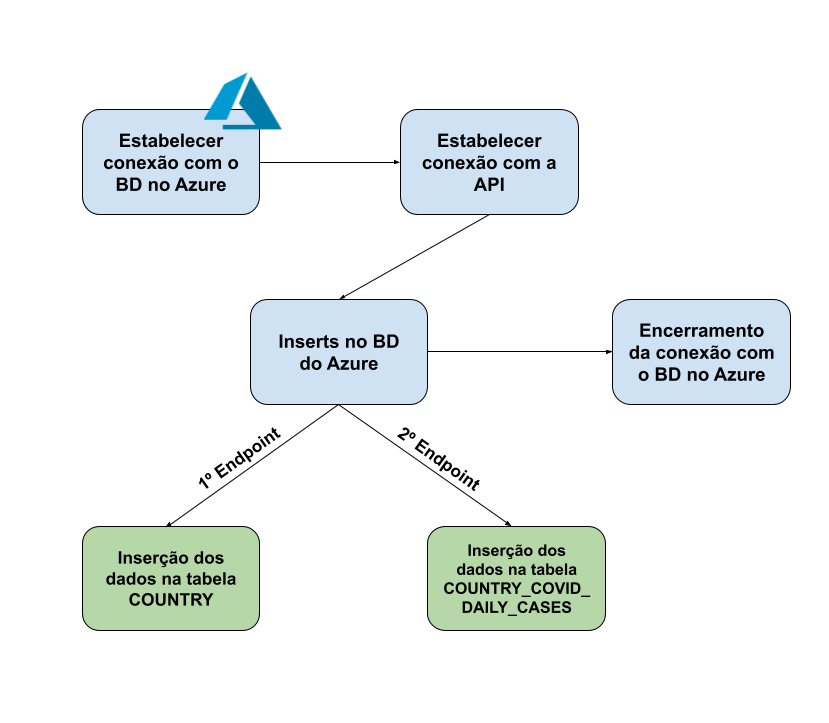 Estabelecer
conexão com o
BD no Azure
Estabelecer
conexão com a
API
Inserts no BD
do Azure
Encerramento
da conexão com
o BD no Azure
1º Endpoint
2º Endpoint
Inserção dos
dados na tabela
COUNTRY
Inserção dos
dados na tabela
COUNTRY_COVID_
DAILY_CASES